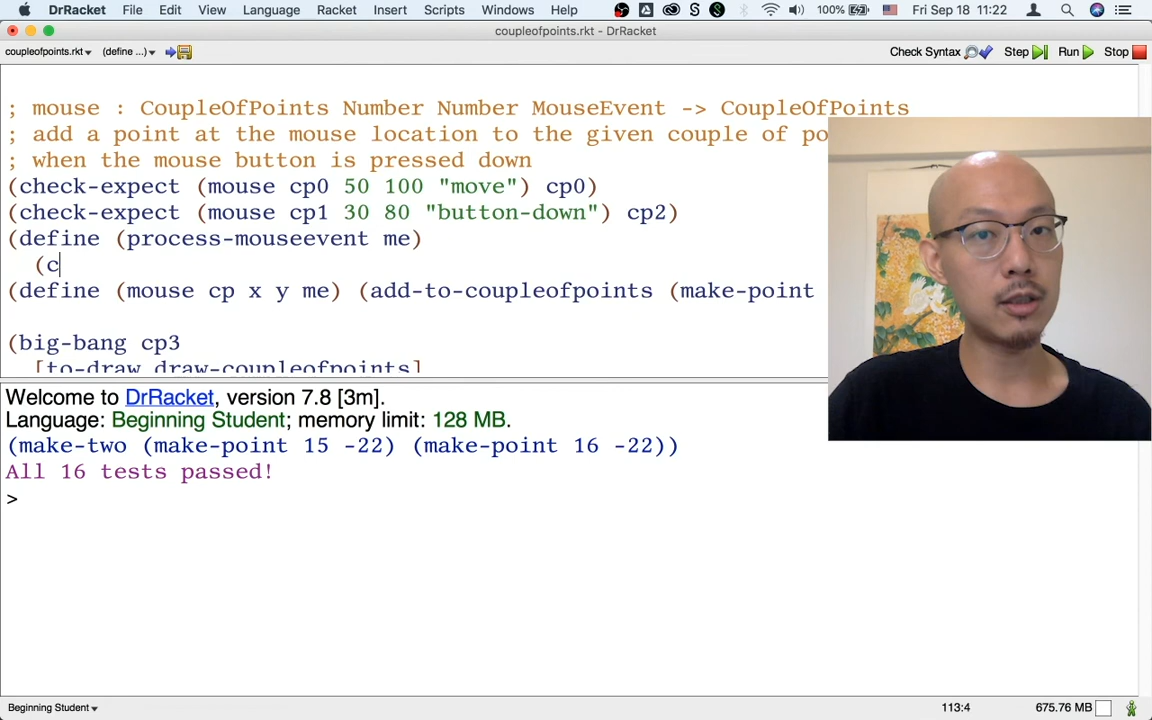 DrRacket File Edit View Language Racket Insert Scripts Windows Help 100% Fri Sep 18 11:22
coupleofpoints.rkt - DrRacket
coupleofpoints.rkt (define ...) Check Syntax Step Run Stop
; mouse : CoupleOfPoints Number Number MouseEvent -> CoupleOfPoints
; add a point at the mouse location to the given couple of po
; when the mouse button is pressed down
(check-expect (mouse cp0 50 100 "move") cp0)
(check-expect (mouse cp1 30 80 "button-down") cp2)
(define (process-mouseevent me)
(c
(define (mouse cp x y me) (add-to-coupleofpoints (make-point
(big-bang cp3
[to-draw draw-coupleofpoints]
Welcome to DrRacket, version 7.8 [3m].
Language: Beginning Student; memory limit: 128 MB.
(make-two (make-point 15 -22) (make-point 16 -22))
All 16 tests passed!
>
Beginning Student 113:4 675.76 MB